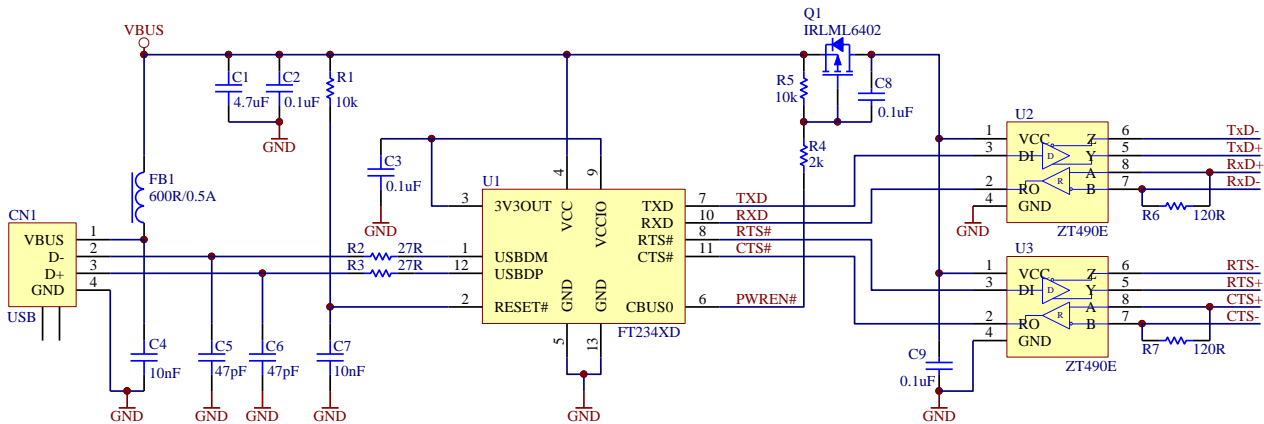 VBUS
Q1
IRLML6402
C1
4.7uF
C2
0.1uF
R1
10k
GND
R5
10k
C8
0.1uF
R4
2k
C3
0.1uF
GND
FB1
600R/0.5A
CN1
VBUS 1
D- 2
D+ 3
GND 4
USB
R2 27R
R3 27R
U1
4
9
3 3V3OUT
VCC
VCCIO
1 USBDM
12 USBDP
2 RESET#
GND
GND
5
13
TXD 7 TXD
RXD 10 RXD
RTS# 8 RTS#
CTS# 11 CTS#
CBUS0 6 PWREN#
FT234XD
C4
10nF
C5
47pF
C6
47pF
C7
10nF
GND
GND
GND
GND
GND
U2
1 VCC Z 6 TxD-
3 DI D Y 5 TxD+
A 8 RxD+
2 RO R B 7 RxD-
4 GND
GND
R6 120R
ZT490E
U3
1 VCC Z 6 RTS-
3 DI D Y 5 RTS+
A 8 CTS+
2 RO R B 7 CTS-
4 GND
R7 120R
ZT490E
C9
0.1uF
GND